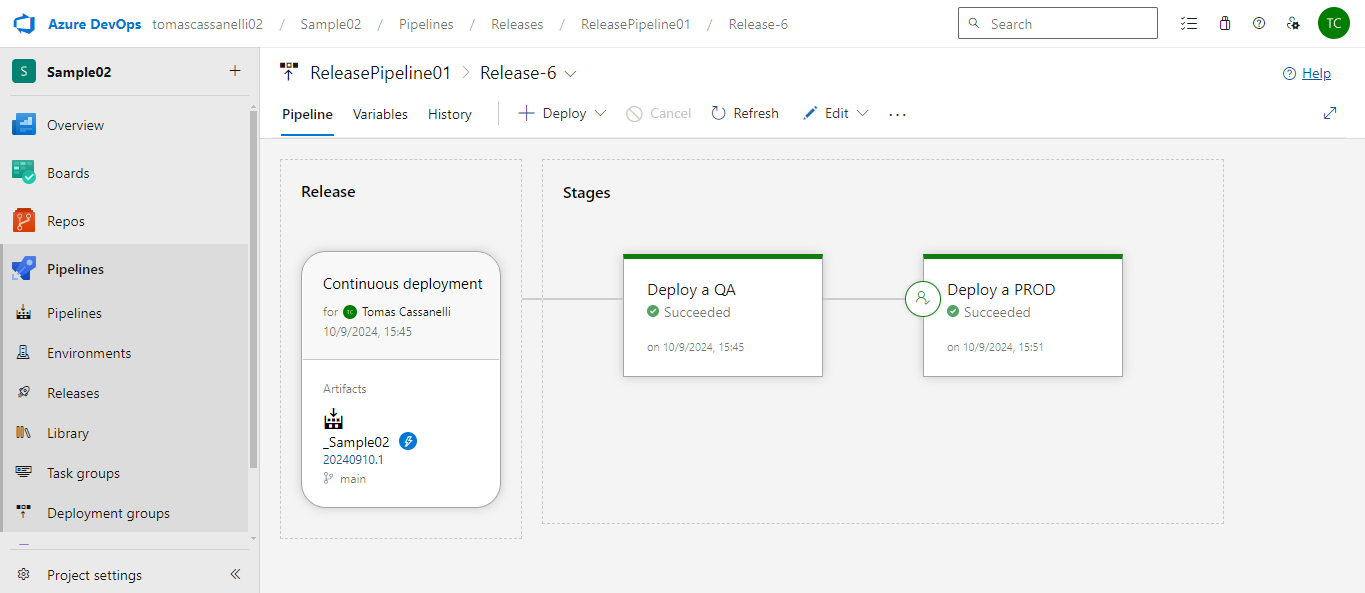 Azure DevOps tomascassanelli02 / Sample02 / Pipelines / Releases / ReleasePipeline01 / Release-6
Search
TC
S Sample02
ReleasePipeline01 Release-6
Help
Pipeline Variables History Deploy Cancel Refresh Edit
Overview
Boards
Repos
Pipelines
Pipelines
Environments
Releases
Library
Task groups
Deployment groups
Project settings
Release
Continuous deployment
for TC Tomas Cassanelli
10/9/2024, 15:45
Artifacts
_Sample02
20240910.1
main
Stages
Deploy a QA
Succeeded
on 10/9/2024, 15:45
Deploy a PROD
Succeeded
on 10/9/2024, 15:51